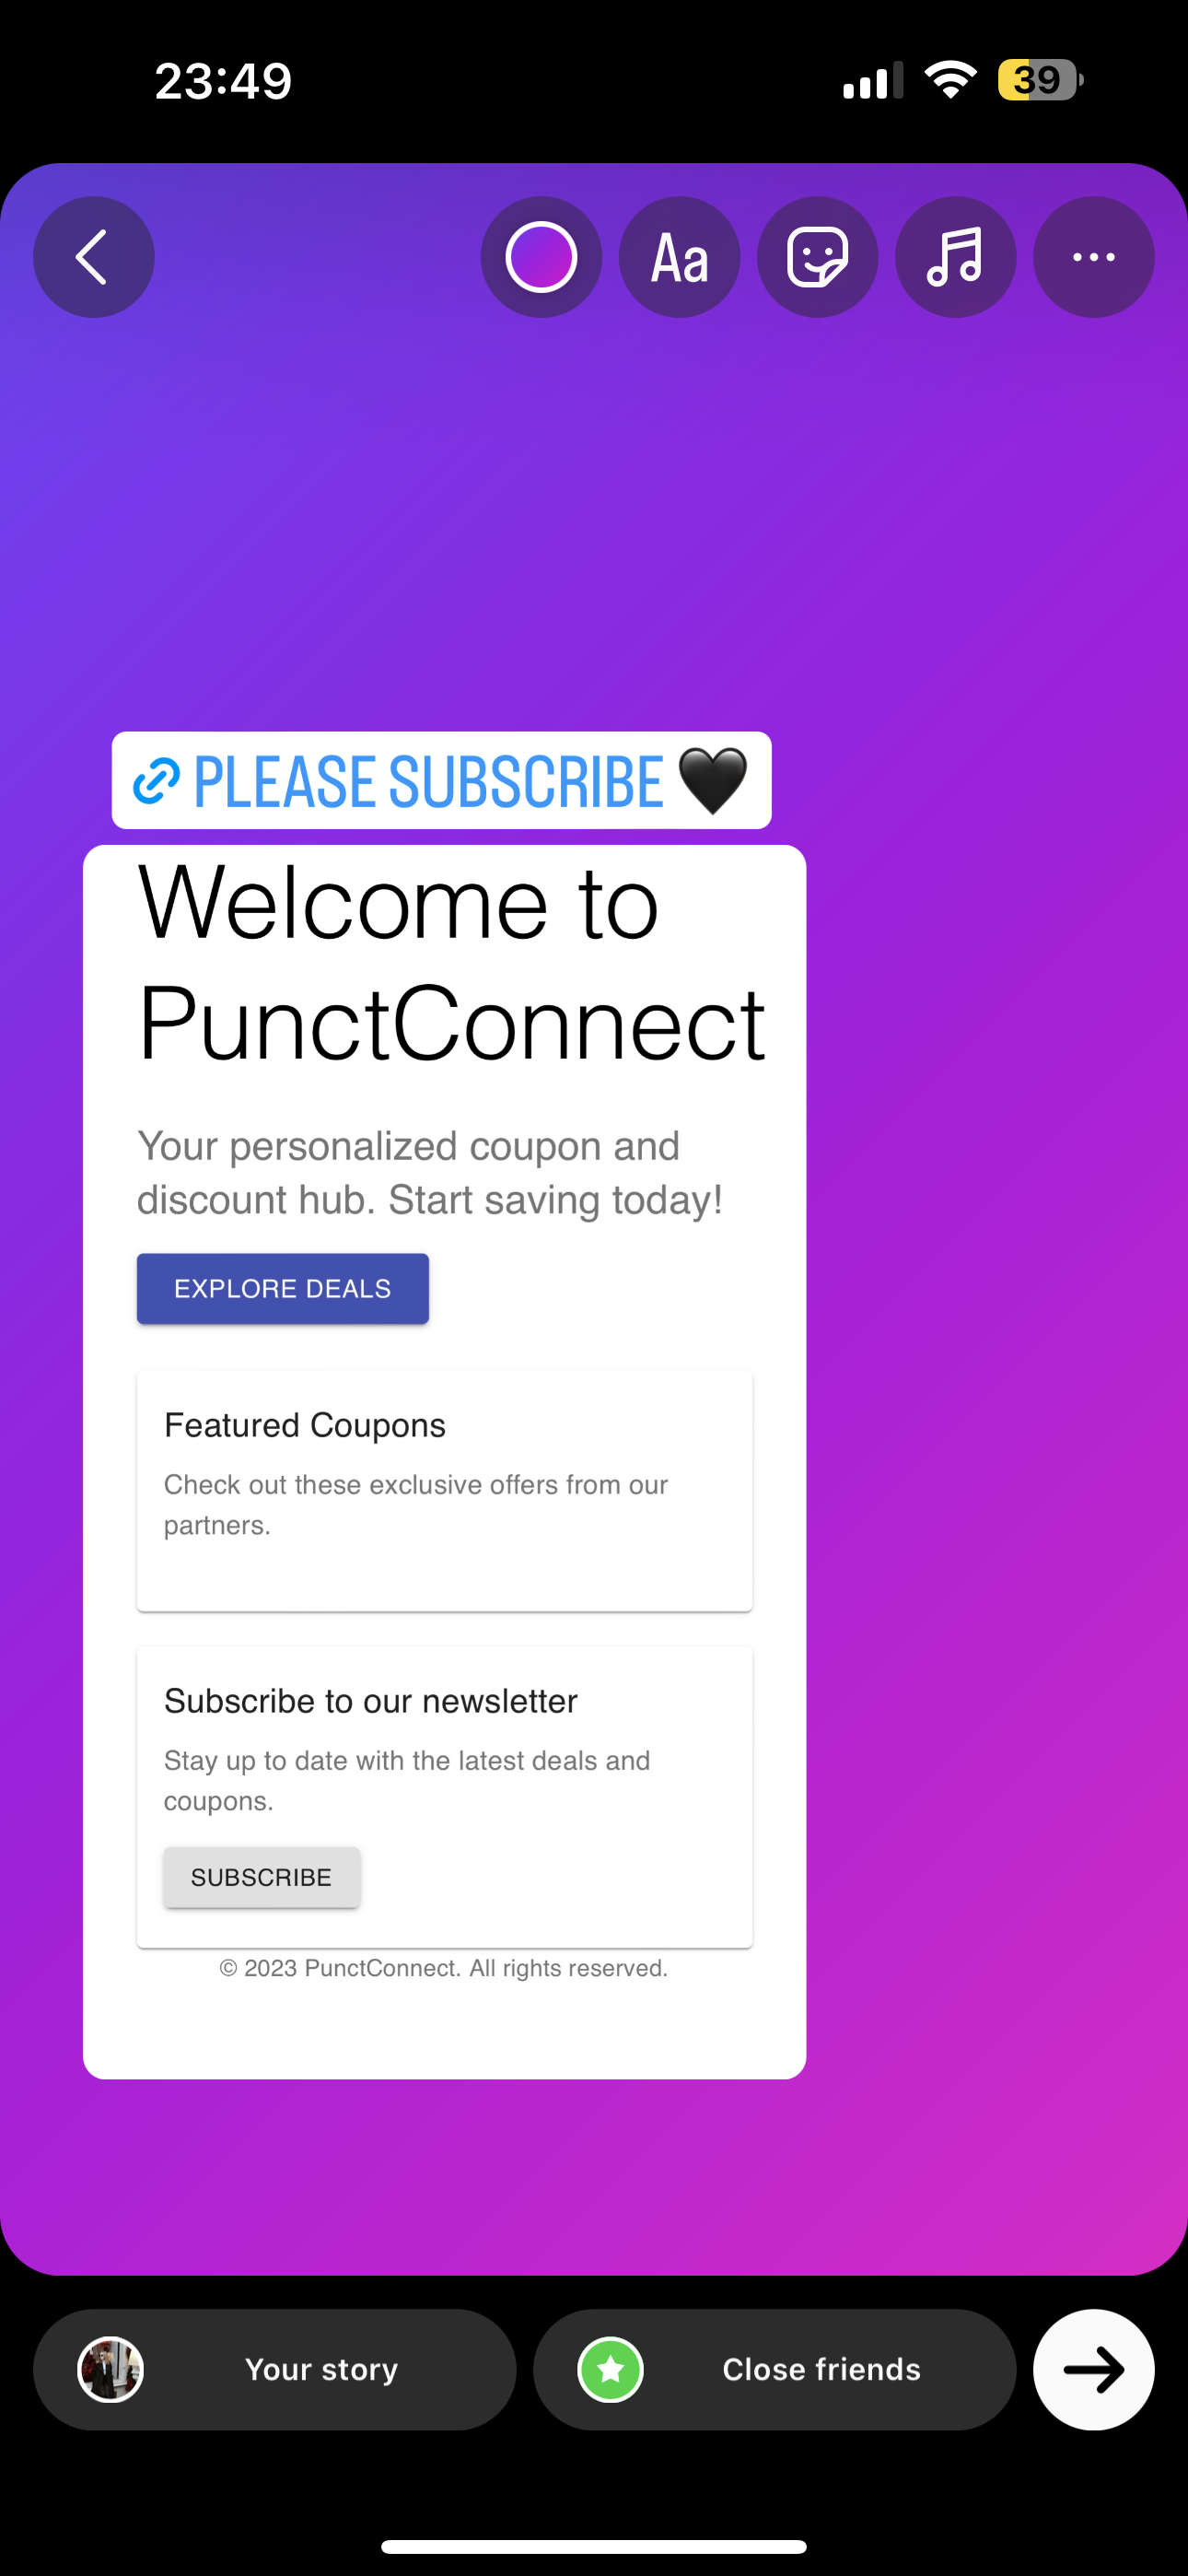 23:49
39
Aa
PLEASE SUBSCRIBE 🖤
Welcome to
PunctConnect
Your personalized coupon and
discount hub. Start saving today!
EXPLORE DEALS
Featured Coupons
Check out these exclusive offers from our
partners.
Subscribe to our newsletter
Stay up to date with the latest deals and
coupons.
SUBSCRIBE
© 2023 PunctConnect. All rights reserved.
Your story
Close friends